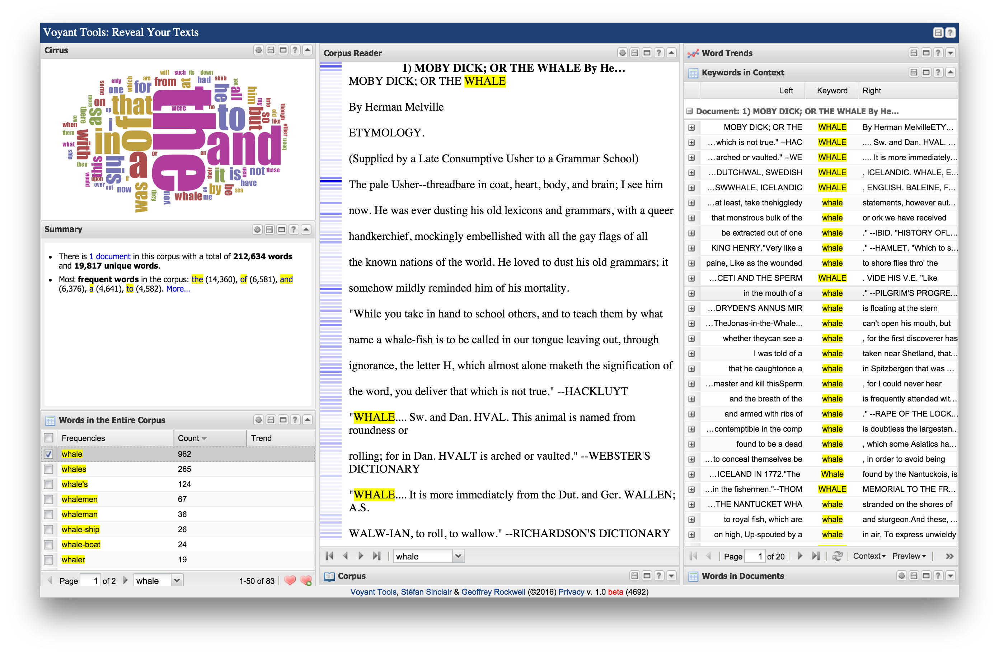 Voyant Tools: Reveal Your Texts
Cirrus
will such its down
only which are from at had ahab yet
some one for he all him my into
more on that the were no to but so old like though
there we as up i of and other been
when them in
what with a or an
ship then this his their it is man not these
would upon over out if now was they you whale ye me by be sea have
Summary
• There is 1 document in this corpus with a total of 212,634 words
and 19,817 unique words.
• Most frequent words in the corpus: the (14,360), of (6,581), and
(6,376), a (4,641), to (4,582). More...
Words in the Entire Corpus
Frequencies Count Trend
whale 962
whales 265
whale's 124
whalemen 67
whaleman 36
whale-ship 26
whale-boat 24
whaler 19
Page 1 of 2 whale 1-50 of 83
Corpus Reader
1) MOBY DICK; OR THE WHALE By He...
MOBY DICK; OR THE WHALE
By Herman Melville
ETYMOLOGY.
(Supplied by a Late Consumptive Usher to a Grammar School)
The pale Usher--threadbare in coat, heart, body, and brain; I see him
now. He was ever dusting his old lexicons and grammars, with a queer
handkerchief, mockingly embellished with all the gay flags of all
the known nations of the world. He loved to dust his old grammars; it
somehow mildly reminded him of his mortality.
"While you take in hand to school others, and to teach them by what
name a whale-fish is to be called in our tongue leaving out, through
ignorance, the letter H, which almost alone maketh the signification of
the word, you deliver that which is not true." --HACKLUYT
"WHALE.... Sw. and Dan. HVAL. This animal is named from
roundness or
rolling; for in Dan. HVALT is arched or vaulted." --WEBSTER'S
DICTIONARY
"WHALE.... It is more immediately from the Dut. and Ger. WALLEN;
A.S.
WALW-IAN, to roll, to wallow." --RICHARDSON'S DICTIONARY
whale
Corpus
Word Trends
Keywords in Context
Left Keyword Right
Document: 1) MOBY DICK; OR THE WHALE By He...
MOBY DICK; OR THE WHALE By Herman MelvilleETY...
...which is not true." --HAC WHALE .... Sw. and Dan. HVAL. ...
...arched or vaulted." --WE WHALE .... It is more immediately...
...DUTCHWAL, SWEDISH WHALE , ICELANDIC. WHALE, E...
...SWWHALE, ICELANDIC WHALE , ENGLISH. BALEINE, F...
...at least, take thehiggledy whale statements, however aut...
that monstrous bulk of the whale or ork we have received
be extracted out of one whale ." --IBID. "HISTORY OFL...
KING HENRY."Very like a whale ." --HAMLET. "Which to s...
paine, Like as the wounded whale to shore flies thro' the
...CETI AND THE SPERM WHALE . VIDE HIS V.E. "Like
in the mouth of a whale ." --PILGRIM'S PROGRE...
...DRYDEN'S ANNUS MIR whale is floating at the stern
...TheJonas-in-the-Whale... whale can't open his mouth, but
whether theycan see a whale , for the first discoverer has
I was told of a whale taken near Shetland, that...
that he caughtonce a whale in Spitzbergen that was ...
...master and kill thisSperm whale , for I could never hear
and the breath of the whale is frequently attended wit...
and armed with ribs of whale ." --RAPE OF THE LOCK...
...contemptible in the comp whale is doubtless the largestan...
found to be a dead whale , which some Asiatics ha...
...to conceal themselves be whale , in order to avoid being
...ICELAND IN 1772."The Whale found by the Nantuckois, is
...in the fishermen."--THOM WHALE MEMORIAL TO THE FR...
...THE NANTUCKET WHA whale stranded on the shores of
to royal fish, which are whale and sturgeon.And these, ...
on high, Up-spouted by a whale in air, To express unwieldy
Page 1 of 20 Context Preview
Words in Documents
Voyant Tools, Stéfan Sinclair & Geoffrey Rockwell (©2016) Privacy v. 1.0 beta (4692)